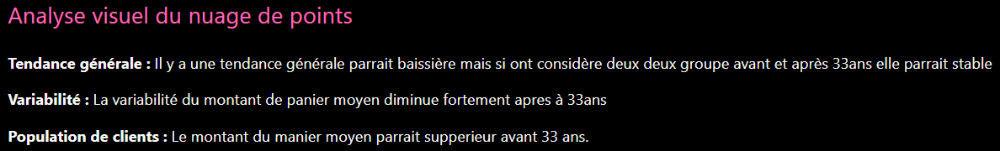 Analyse visuel du nuage de points
Tendance générale : Il y a une tendance générale parrait baissière mais si ont considère deux deux groupe avant et après 33ans elle parrait stable
Variabilité : La variabilité du montant de panier moyen diminue fortement apres à 33ans
Population de clients : Le montant du manier moyen parrait supperieur avant 33 ans.